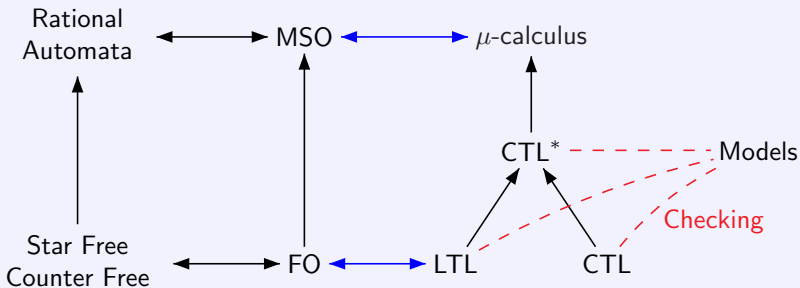 Rational
Automata
MSO
μ-calculus
CTL*
Models
Checking
Star Free
Counter Free
FO
LTL
CTL